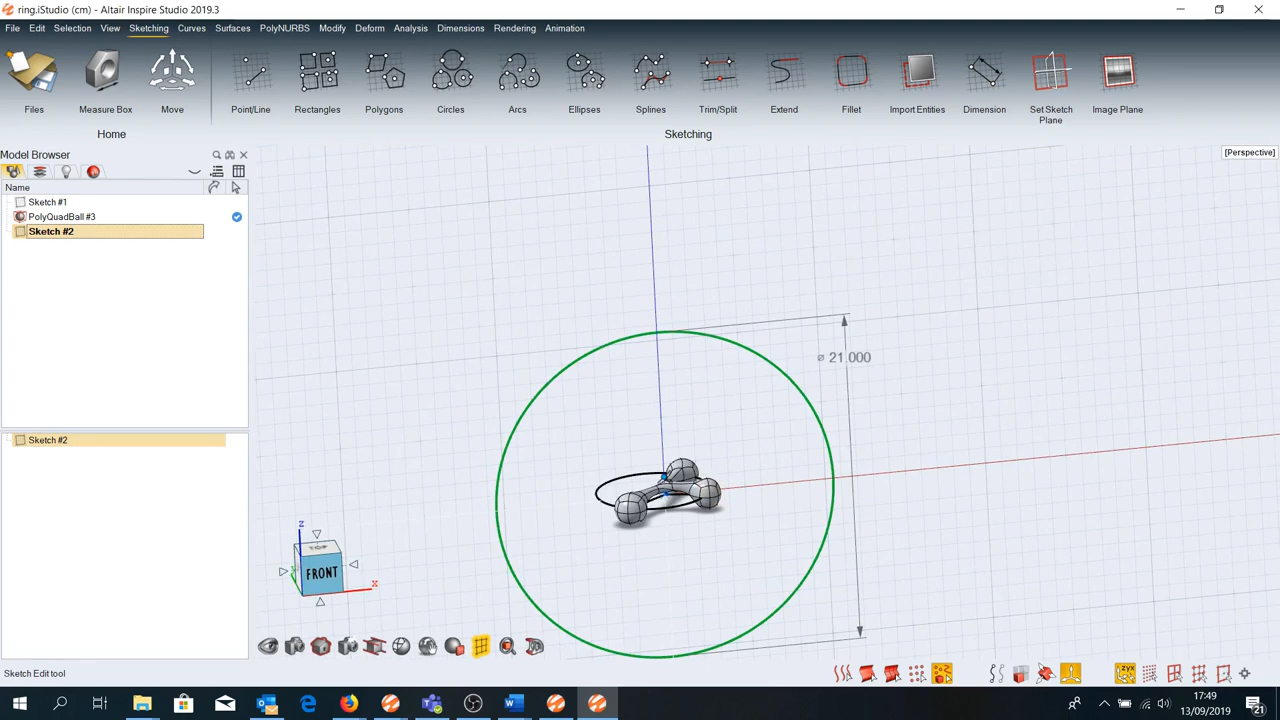 ring.iStudio (cm) - Altair Inspire Studio 2019.3
File Edit Selection View Sketching Curves Surfaces PolyNURBS Modify Deform Analysis Dimensions Rendering Animation
Files Measure Box Move Point/Line Rectangles Polygons Circles Arcs Ellipses Splines Trim/Split Extend Fillet Import Entities Dimension Set Sketch Plane Image Plane
Home Sketching
Model Browser
[Perspective]
Name
Sketch #1
PolyQuadBall #3
Sketch #2
⌀ 21.000
Sketch #2
z
TOP
FRONT
x
Sketch Edit tool
zyx
17:49
13/09/2019
21